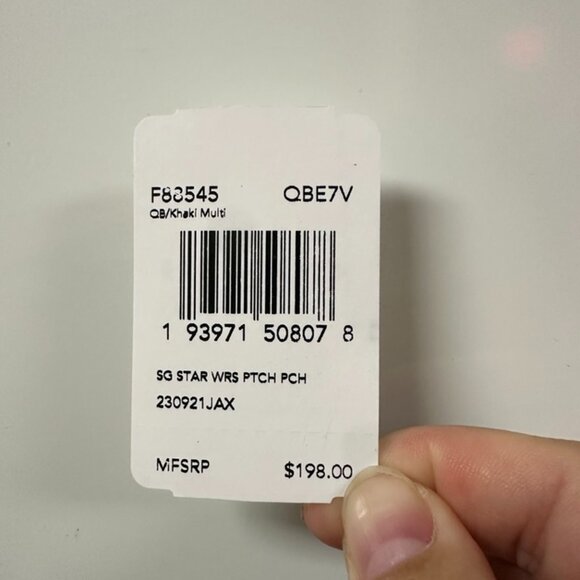 F88545 QBE7V
QB/Khaki Multi
1 93971 50807 8
SG STAR WRS PTCH PCH
230921JAX
MFSRP $198.00